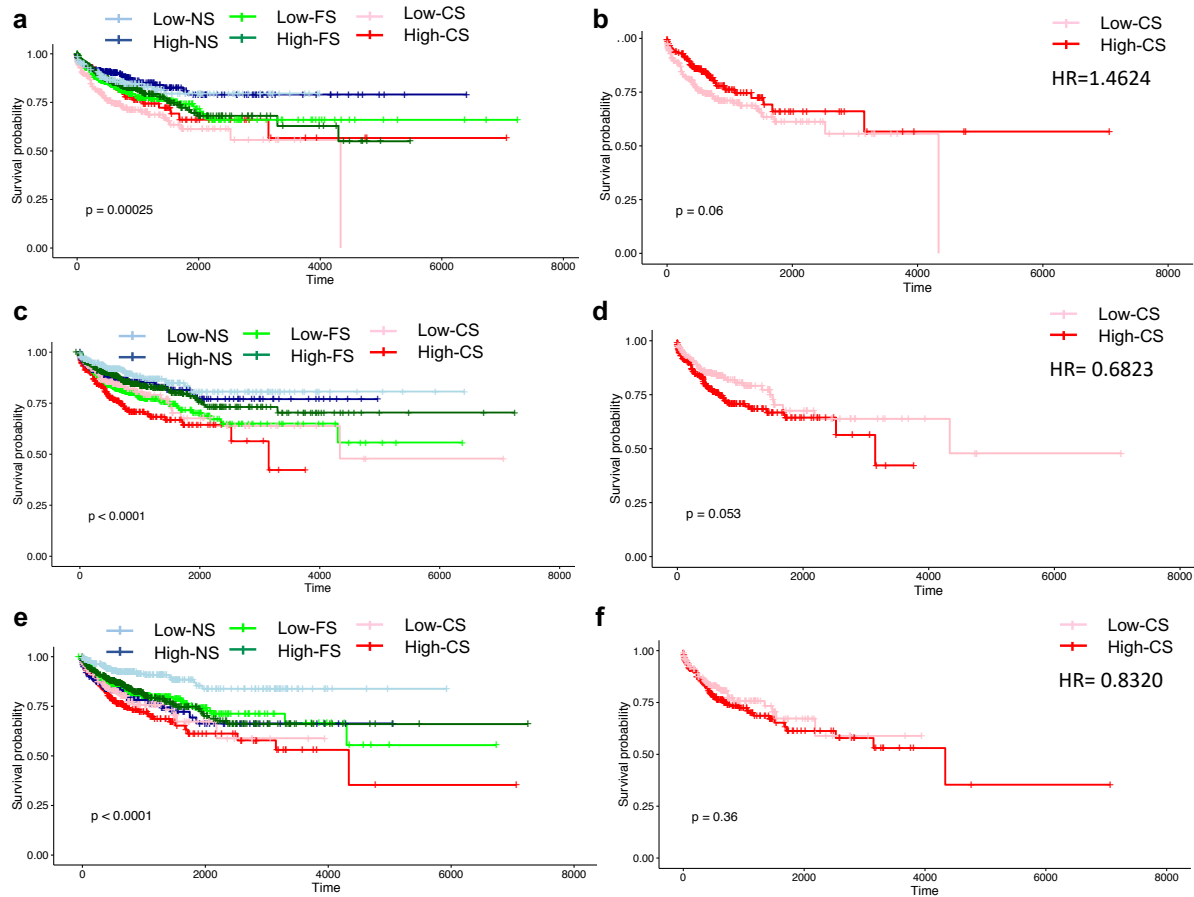 a
Low-NS Low-FS Low-CS
High-NS High-FS High-CS
1.00
0.75
0.50
0.25
0.00
Survival probability
p = 0.00025
0 2000 4000 6000 8000
Time
b
Low-CS
High-CS
HR=1.4624
.00
0.75
0.50
0.25
0.00
Survival probability
p = 0.06
0 2000 4000 6000 8000
Time
c
Low-NS Low-FS Low-CS
High-NS High-FS High-CS
1.00
0.75
0.50
0.25
0.00
Survival probability
p < 0.0001
0 2000 4000 6000 8000
Time
d
Low-CS
High-CS
HR= 0.6823
1.00
0.75
0.50
0.25
0.00
Survival probability
p = 0.053
0 2000 4000 6000 8000
Time
e
Low-NS Low-FS Low-CS
High-NS High-FS High-CS
1.00
0.75
0.50
0.25
0.00
Survival probability
p < 0.0001
0 2000 4000 6000 8000
Time
f
Low-CS
High-CS
HR= 0.8320
1.00
0.75
0.50
0.25
0.00
Survival probability
p = 0.36
0 2000 4000 6000 8000
Time